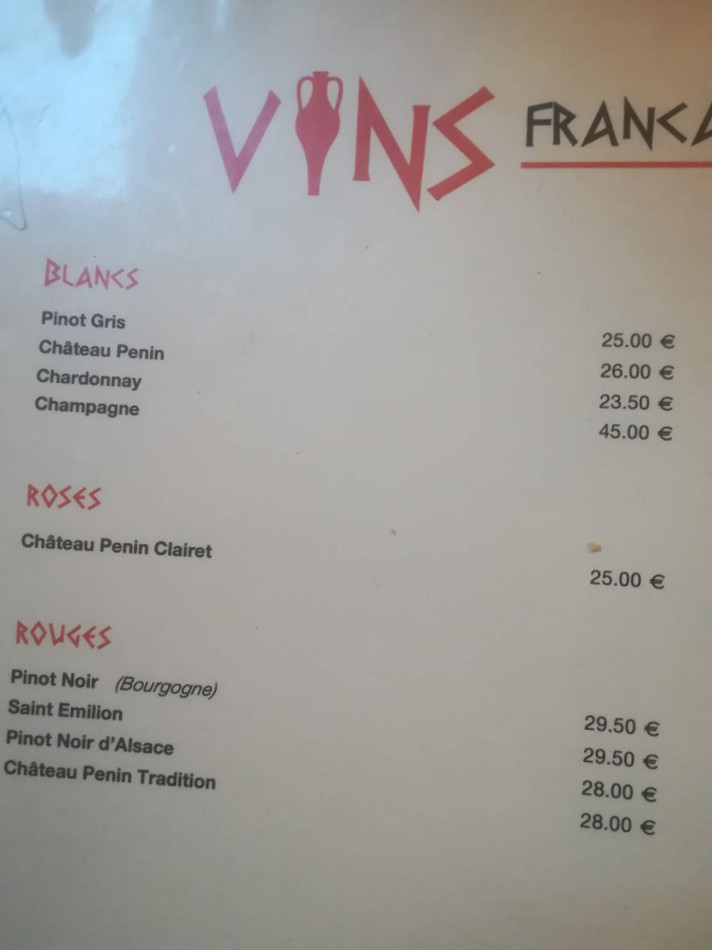 VINS FRANCA
BLANCS
Pinot Gris 25.00 €
Château Penin 26.00 €
Chardonnay 23.50 €
Champagne 45.00 €
ROSES
Château Penin Clairet 25.00 €
ROUGES
Pinot Noir (Bourgogne) 29.50 €
Saint Emilion 29.50 €
Pinot Noir d'Alsace 28.00 €
Château Penin Tradition 28.00 €